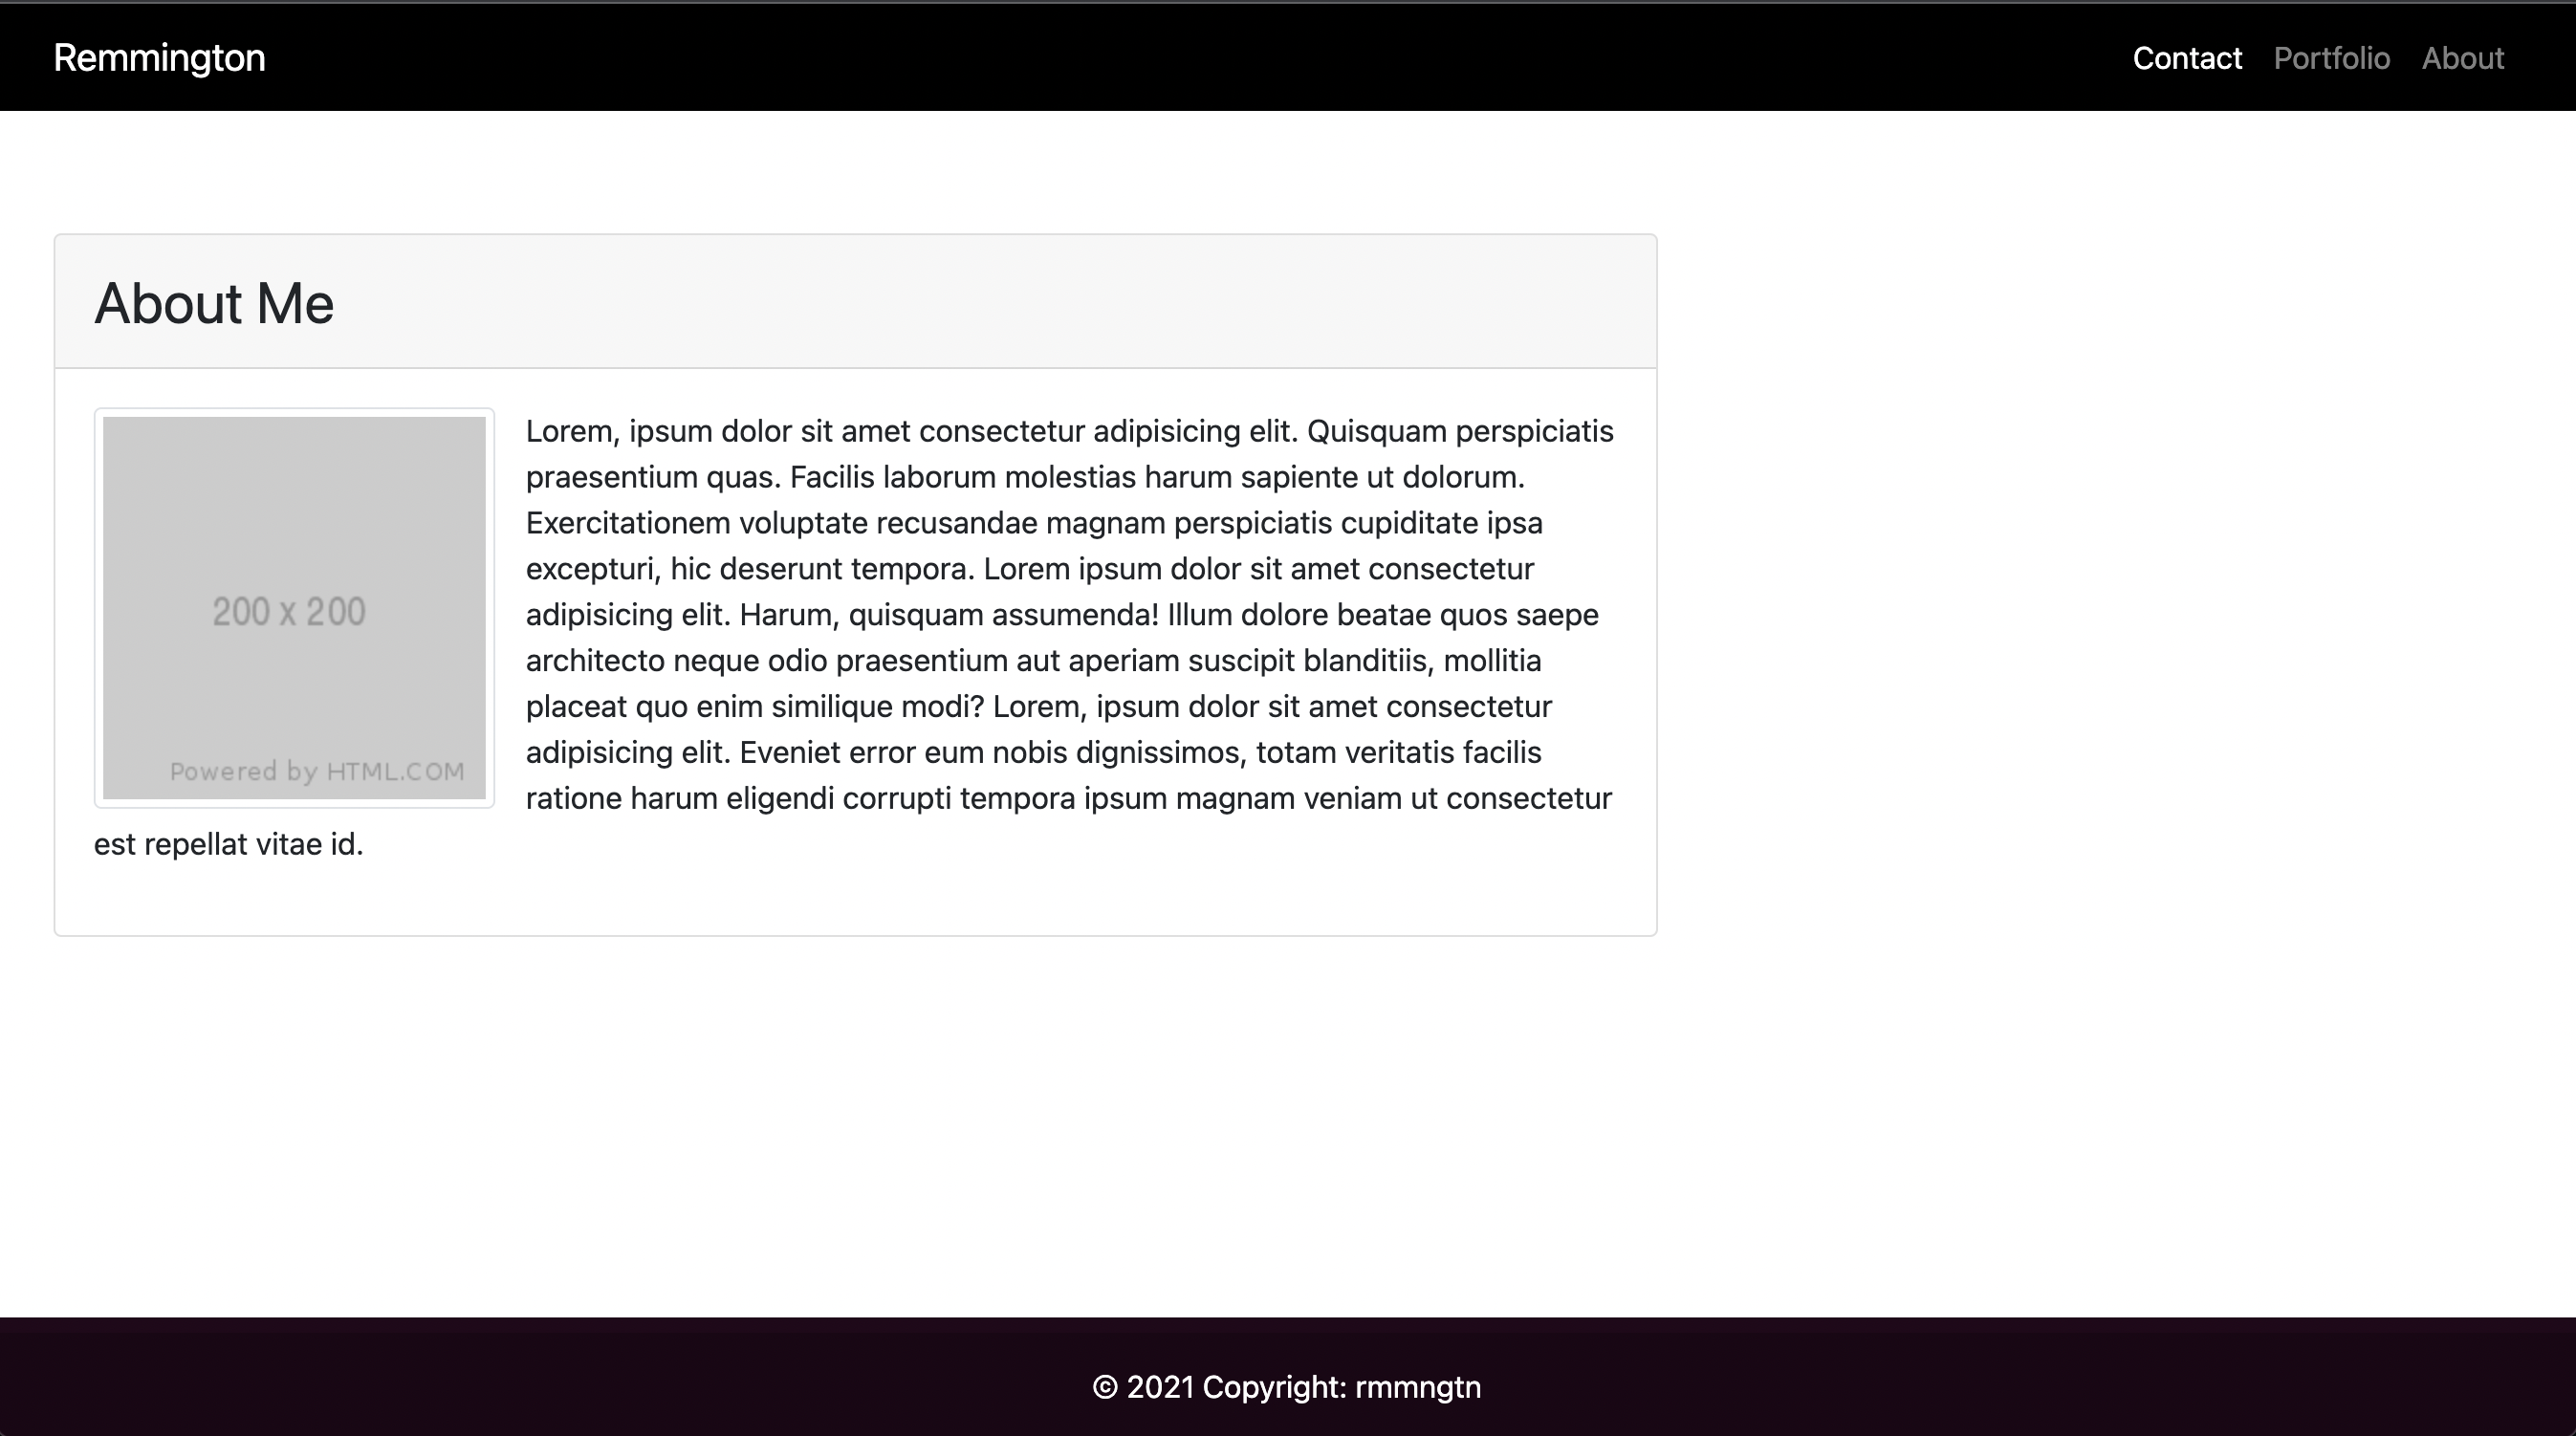 Remmington
Contact Portfolio About
About Me
200 x 200
Powered by HTML.COM
Lorem, ipsum dolor sit amet consectetur adipisicing elit. Quisquam perspiciatis
praesentium quas. Facilis laborum molestias harum sapiente ut dolorum.
Exercitationem voluptate recusandae magnam perspiciatis cupiditate ipsa
excepturi, hic deserunt tempora. Lorem ipsum dolor sit amet consectetur
adipisicing elit. Harum, quisquam assumenda! Illum dolore beatae quos saepe
architecto neque odio praesentium aut aperiam suscipit blanditiis, mollitia
placeat quo enim similique modi? Lorem, ipsum dolor sit amet consectetur
adipisicing elit. Eveniet error eum nobis dignissimos, totam veritatis facilis
ratione harum eligendi corrupti tempora ipsum magnam veniam ut consectetur
est repellat vitae id.
© 2021 Copyright: rmmngtn